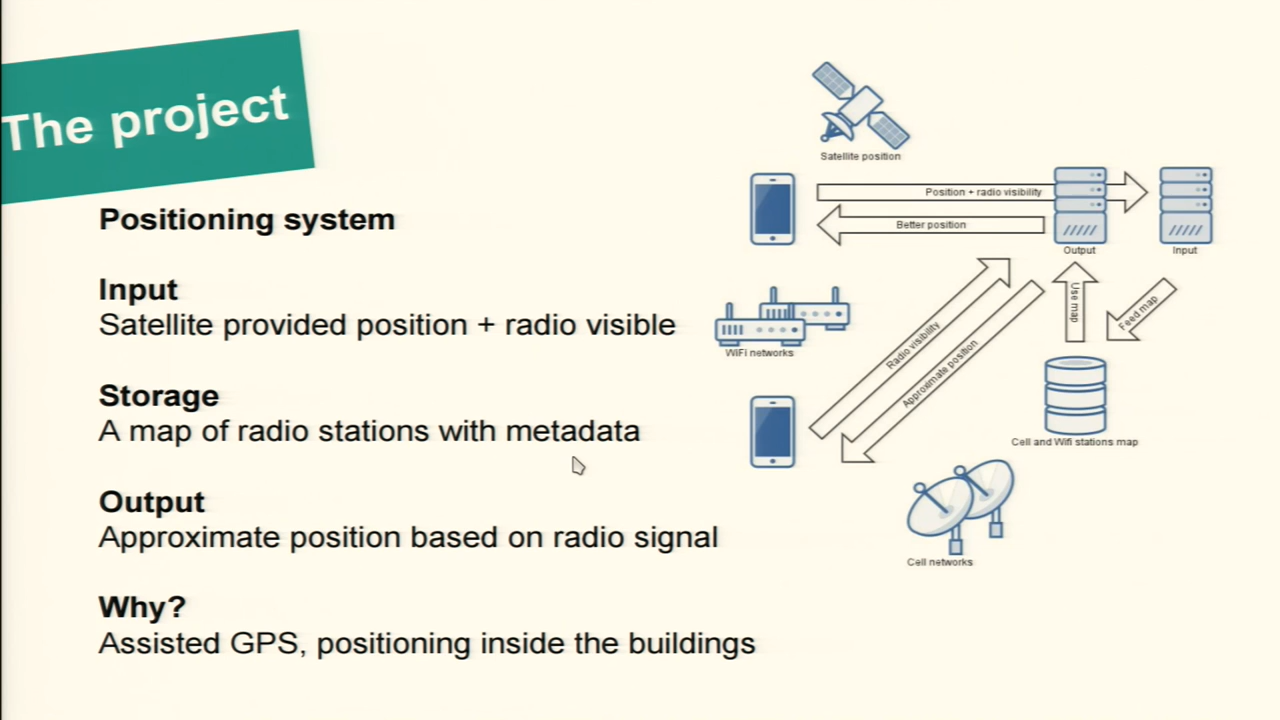 The project
Positioning system
Input
Satellite provided position + radio visible
Storage
A map of radio stations with metadata
Output
Approximate position based on radio signal
Why?
Assisted GPS, positioning inside the buildings
Satellite position
Position + radio visibility
Better position
Output
Input
Use map
Feed map
WiFi networks
Radio visibility
Approximate position
Cell and Wifi stations map
Cell networks